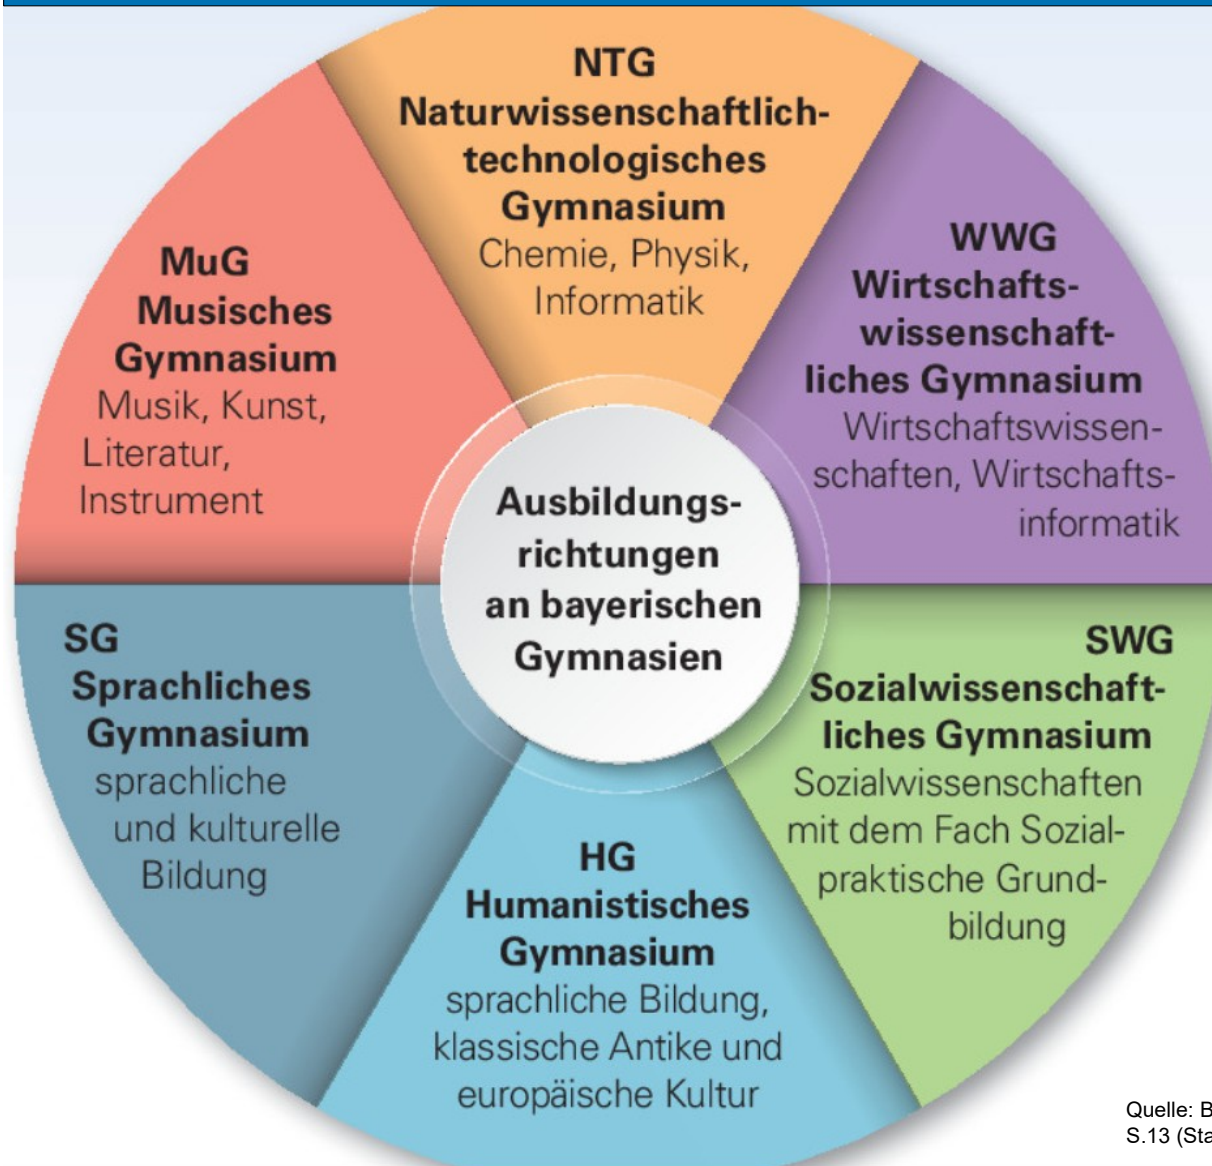 NTG
Naturwissenschaftlich-
technologisches
Gymnasium
Chemie, Physik,
Informatik
WWG
Wirtschafts-
wissenschaft-
liches Gymnasium
Wirtschaftswissen-
schaften, Wirtschafts-
informatik
SWG
Sozialwissenschaft-
liches Gymnasium
Sozialwissenschaften
mit dem Fach Sozial-
praktische Grund-
bildung
HG
Humanistisches
Gymnasium
sprachliche Bildung,
klassische Antike und
europäische Kultur
SG
Sprachliches
Gymnasium
sprachliche
und kulturelle
Bildung
MuG
Musisches
Gymnasium
Musik, Kunst,
Literatur,
Instrument
Ausbildungs-
richtungen
an bayerischen
Gymnasien
Quelle: B
S.13 (Sta